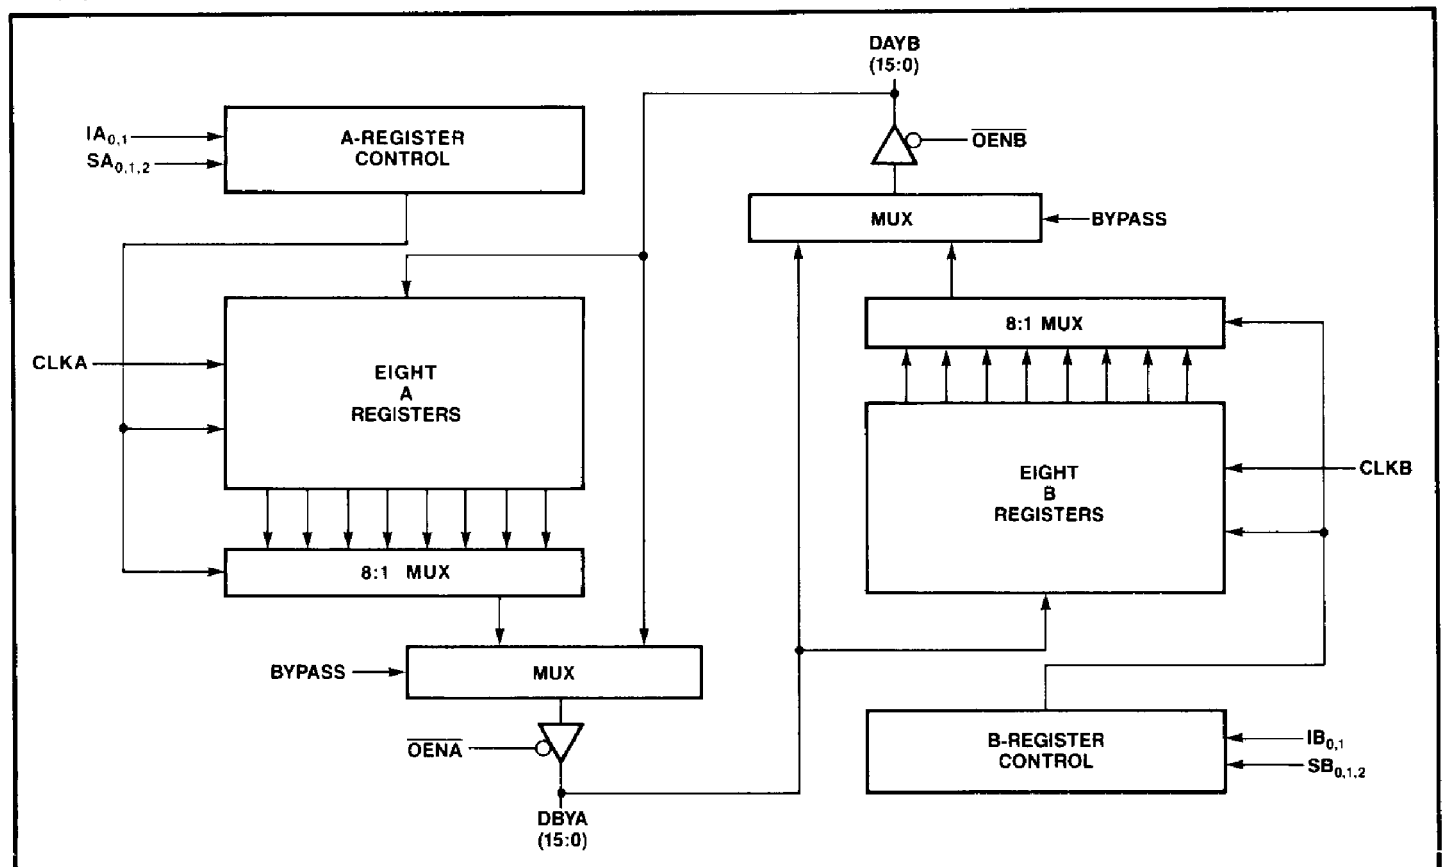 DAYB
(15:0)
IA0,1
SA0,1,2
A-REGISTER
CONTROL
OENB
MUX
BYPASS
8:1 MUX
CLKA
EIGHT
A
REGISTERS
EIGHT
B
REGISTERS
CLKB
8:1 MUX
BYPASS
MUX
OENA
B-REGISTER
CONTROL
IB0,1
SB0,1,2
DBYA
(15:0)